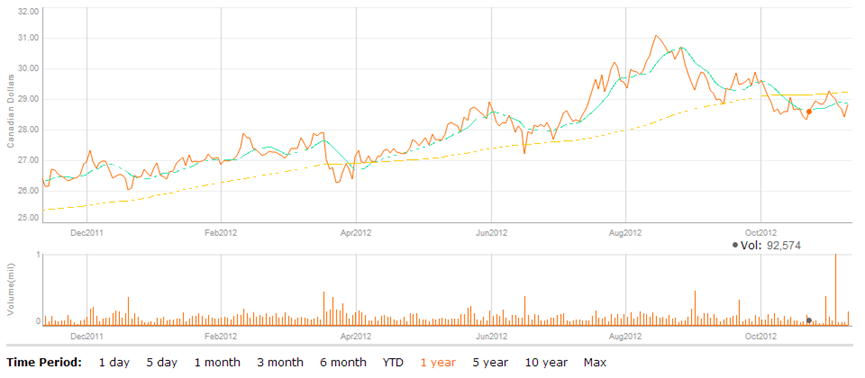 32.00
31.00
30.00
29.00
28.00
27.00
26.00
25.00
Canadian Dollars
Dec2011 Feb2012 Apr2012 Jun2012 Aug2012 Oct2012
Vol: 92,574
1
0
Volume(mil)
Dec2011 Feb2012 Apr2012 Jun2012 Aug2012 Oct2012
Time Period: 1 day 5 day 1 month 3 month 6 month YTD 1 year 5 year 10 year Max